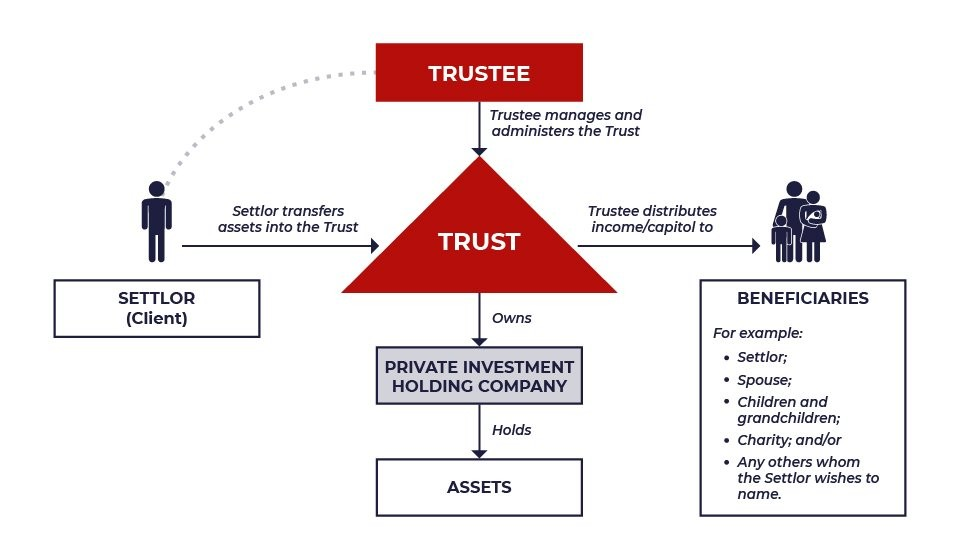 TRUSTEE
Trustee manages and
administers the Trust
Settlor transfers
assets into the Trust
Trustee distributes
income/capitol to
TRUST
SETTLOR
(Client)
Owns
PRIVATE INVESTMENT
HOLDING COMPANY
Holds
ASSETS
BENEFICIARIES
For example:
• Settlor;
• Spouse;
• Children and
grandchildren;
• Charity; and/or
• Any others whom
the Settlor wishes to
name.